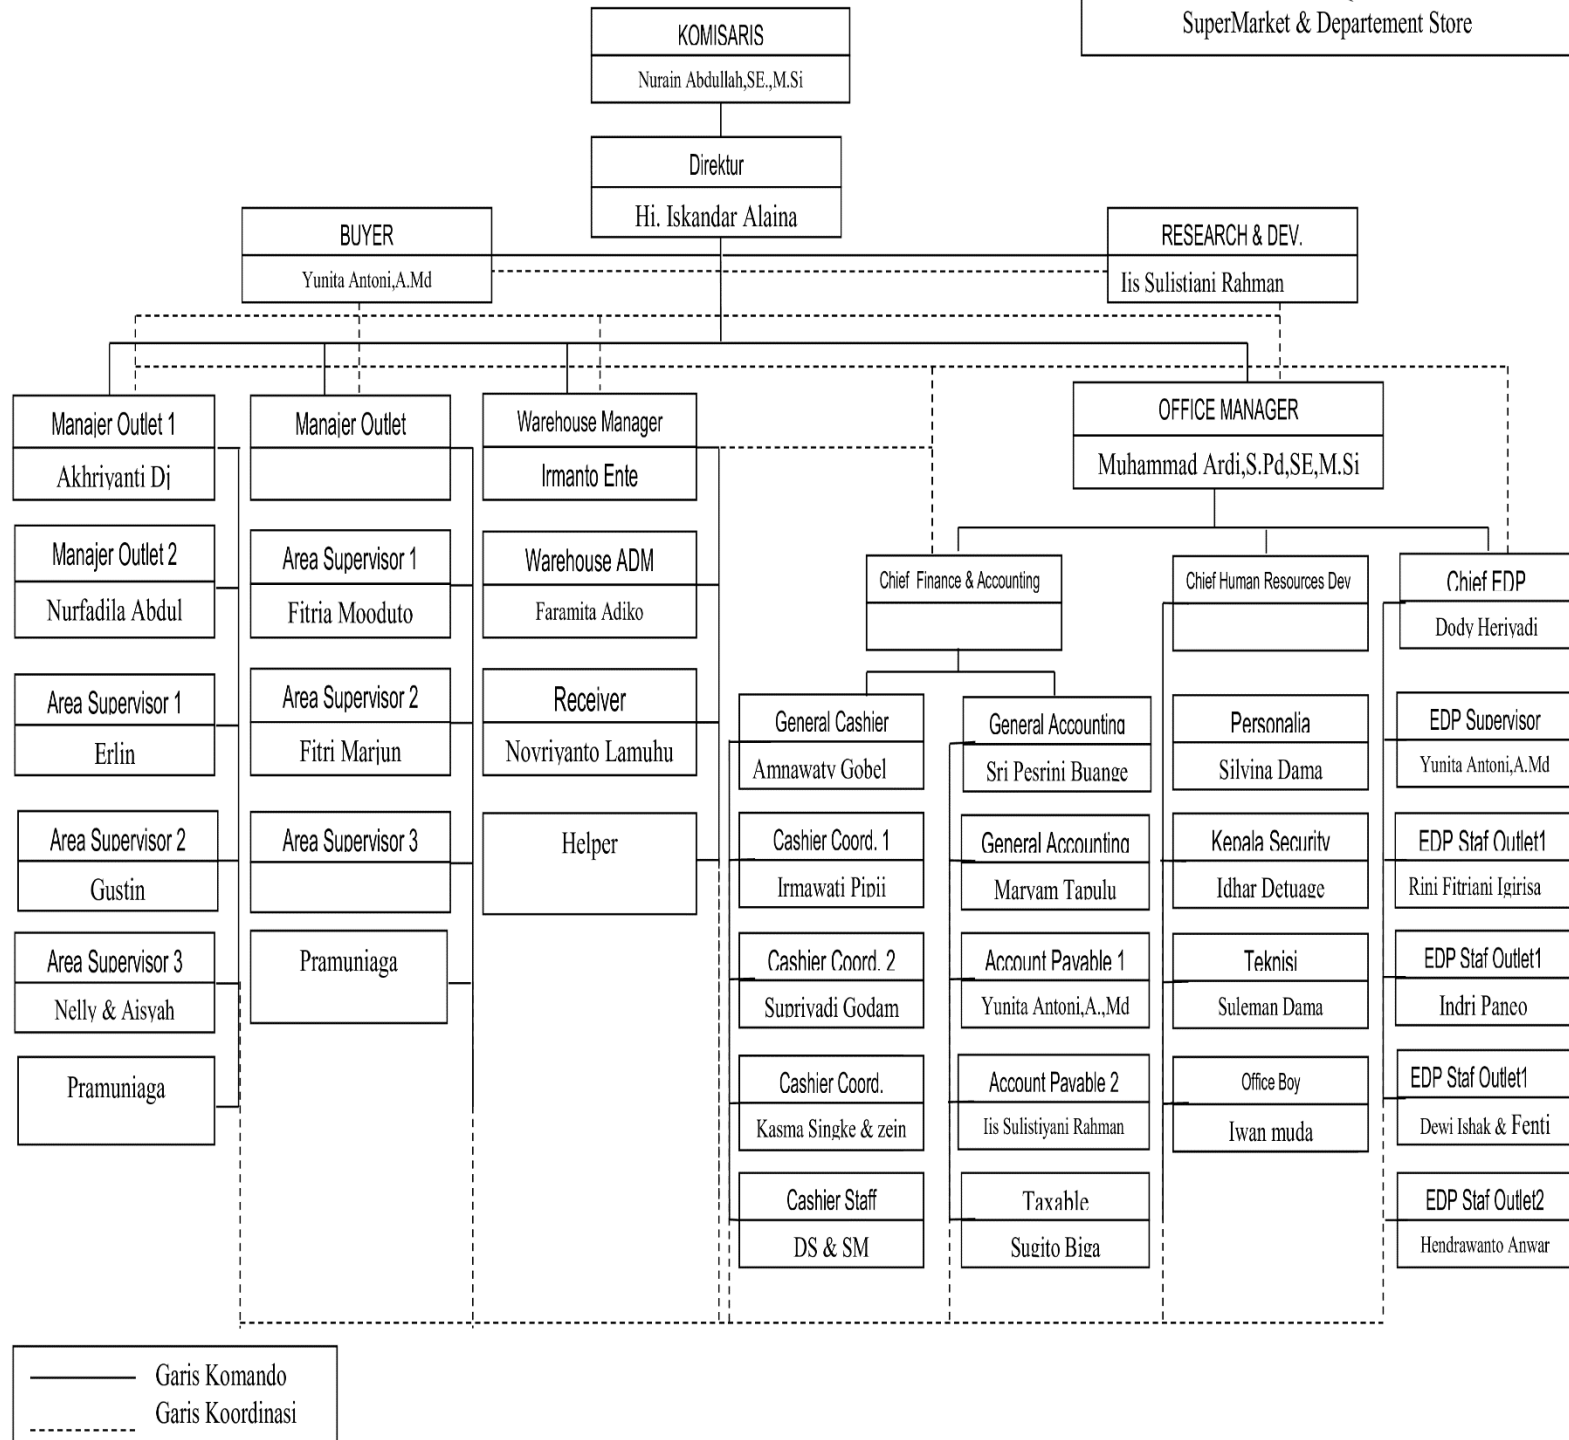 SuperMarket & Departement Store
KOMISARIS
Nurain Abdullah,SE.,M.Si
Direktur
Hi. Iskandar Alaina
BUYER
Yunita Antoni,A.Md
RESEARCH & DEV.
Iis Sulistiani Rahman
Manajer Outlet 1
Akhriyanti Dj
Manajer Outlet
Warehouse Manager
Irmanto Ente
OFFICE MANAGER
Muhammad Ardi,S.Pd,SE,M.Si
Manajer Outlet 2
Nurfadila Abdul
Area Supervisor 1
Fitria Mooduto
Warehouse ADM
Faramita Adiko
Chief Finance & Accounting
Chief Human Resources Dev
Chief EDP
Dody Heriyadi
Area Supervisor 1
Erlin
Area Supervisor 2
Fitri Marjun
Receiver
Novriyanto Lamuhu
General Cashier
Amnawaty Gobel
General Accounting
Sri Pesrini Buange
Personalia
Silvina Dama
EDP Supervisor
Yunita Antoni,A.Md
Area Supervisor 2
Gustin
Area Supervisor 3
Helper
Cashier Coord. 1
Irmawati Pipii
General Accounting
Maryam Tapulu
Kepala Security
Idhar Detuage
EDP Staf Outlet1
Rini Fitriani Igirisa
Area Supervisor 3
Nelly & Aisyah
Pramuniaga
Cashier Coord. 2
Supriyadi Godam
Account Payable 1
Yunita Antoni,A.,Md
Teknisi
Suleman Dama
EDP Staf Outlet1
Indri Paneo
Pramuniaga
Cashier Coord.
Kasma Singke & zein
Account Payable 2
Iis Sulistiyani Rahman
Office Boy
Iwan muda
EDP Staf Outlet1
Dewi Ishak & Fenti
Cashier Staff
DS & SM
Taxable
Sugito Biga
EDP Staf Outlet2
Hendrawanto Anwar
Garis Komando
Garis Koordinasi